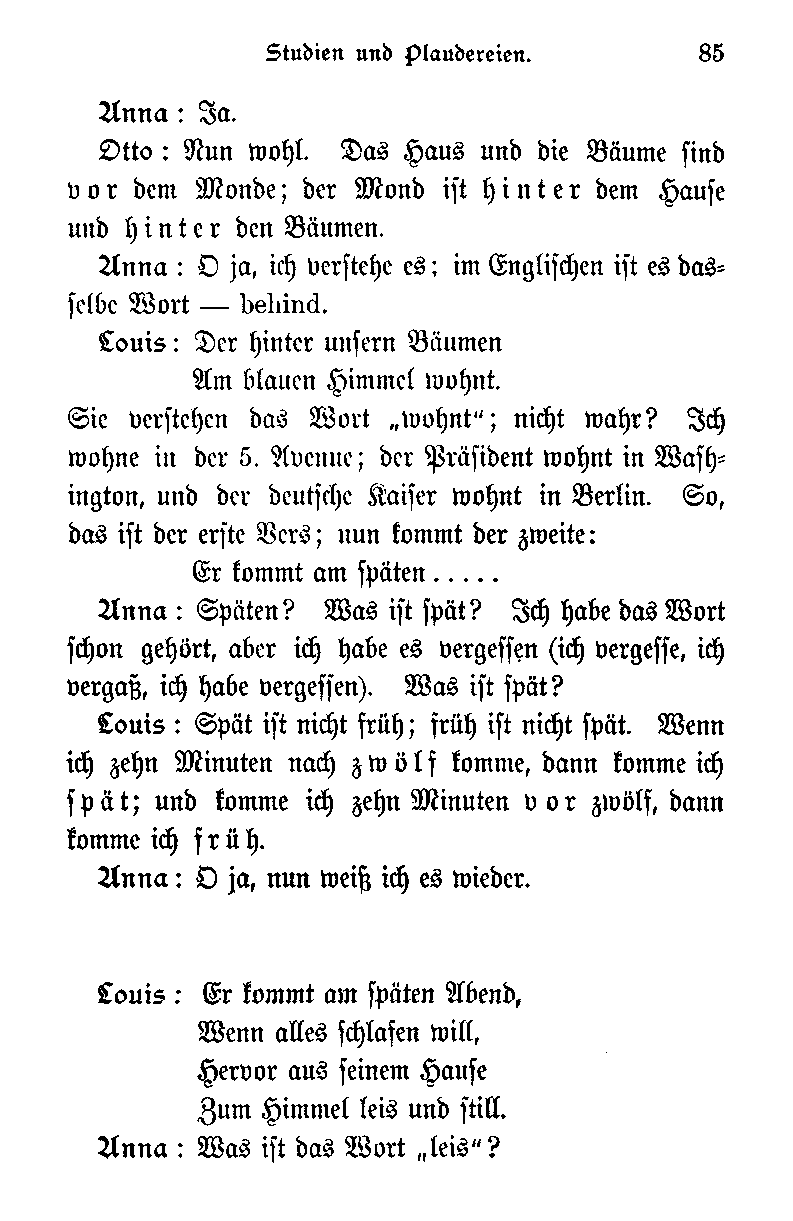 Studien und Plaudereien. 85
Anna: Ja.
Otto: Nun wohl. Das Haus und die Bäume sind
vor dem Monde; der Mond ist hinter dem Hause
und hinter den Bäumen.
Anna: O ja, ich verstehe es; im Englischen ist es das-
selbe Wort — behind.
Louis: Der hinter unsern Bäumen
Am blauen Himmel wohnt.
Sie verstehen das Wort „wohnt"; nicht wahr? Ich
wohne in der 5. Avenue; der Präsident wohnt in Wash-
ington, und der deutsche Kaiser wohnt in Berlin. So,
das ist der erste Vers; nun kommt der zweite:
Er kommt am späten.....
Anna: Späten? Was ist spät? Ich habe das Wort
schon gehört, aber ich habe es vergessen (ich vergesse, ich
vergaß, ich habe vergessen). Was ist spät?
Louis: Spät ist nicht früh; früh ist nicht spät. Wenn
ich zehn Minuten nach zwölf komme, dann komme ich
spät; und komme ich zehn Minuten vor zwölf, dann
komme ich früh.
Anna: O ja, nun weiß ich es wieder.
Louis: Er kommt am späten Abend,
Wenn alles schlafen will,
Hervor aus seinem Hause
Zum Himmel leis und still.
Anna: Was ist das Wort „leis"?